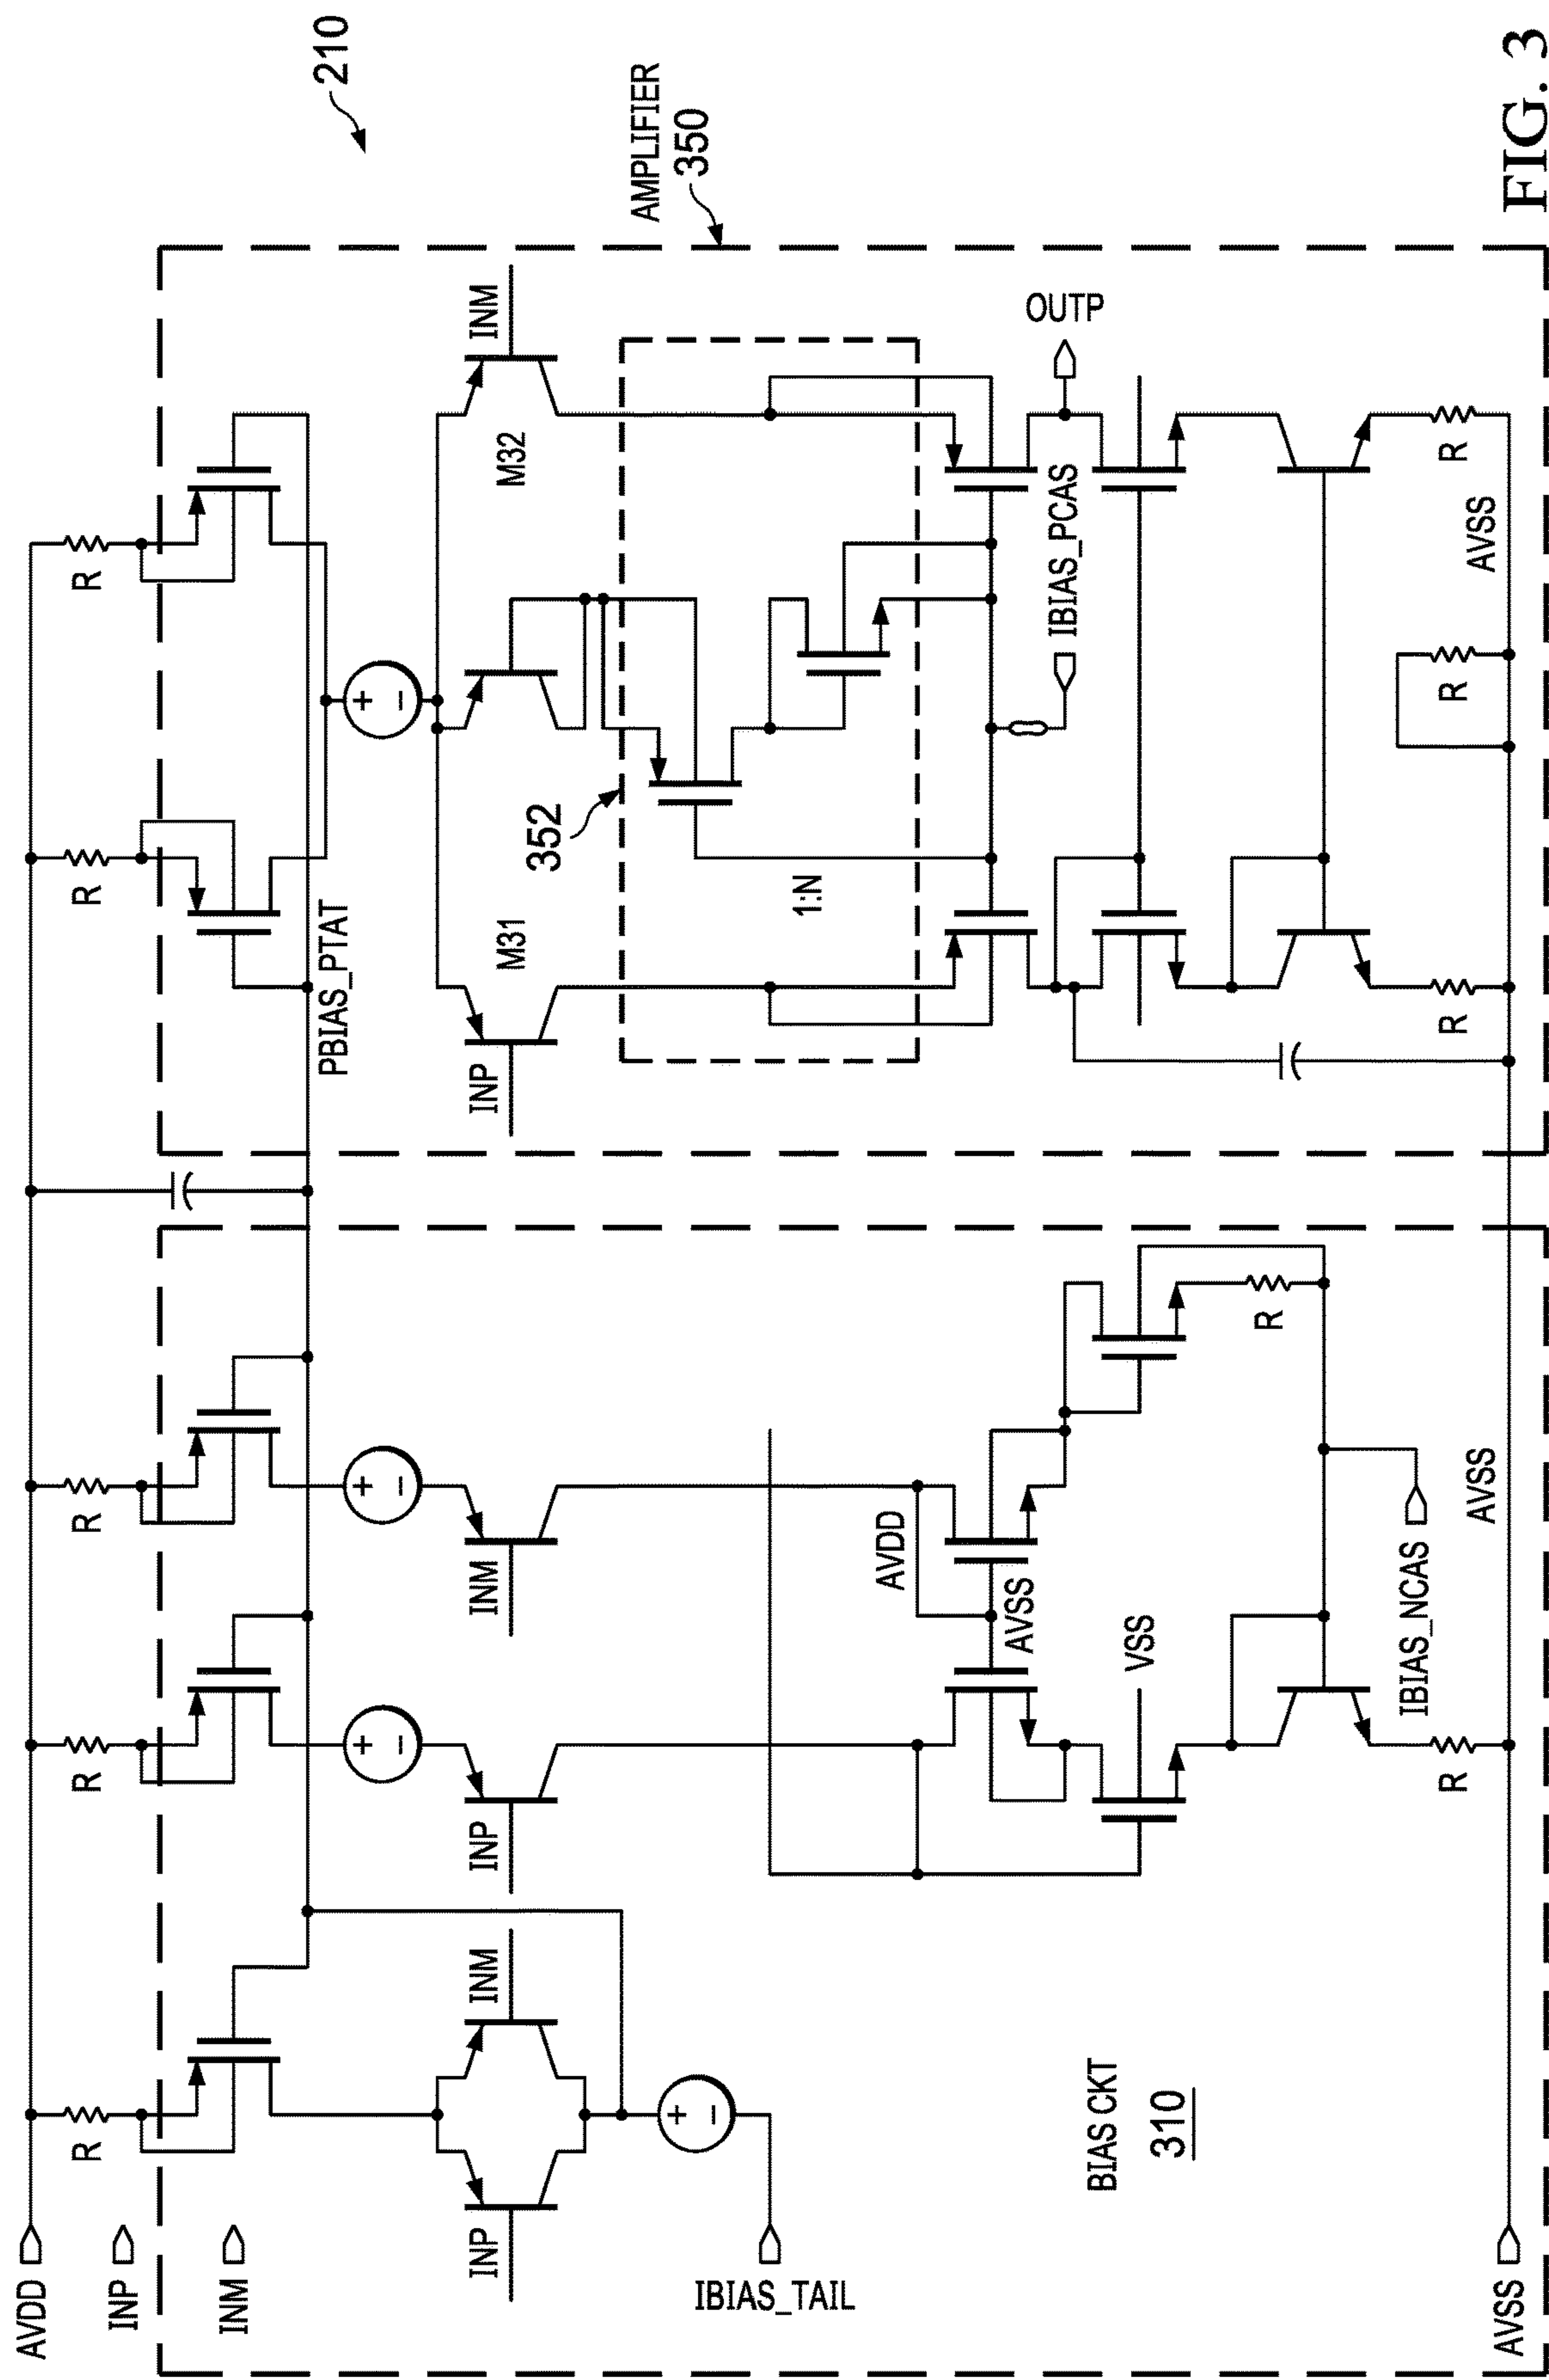 210
AMPLIFIER
350
AVDD
INP
INM
R
R
R
R
R
PBIAS_PTAT
INP
INM
INP
INM
INP
M31
M32
INM
352
1:N
IBIAS_TAIL
AVDD
AVSS
VSS
OUTP
IBIAS_PCAS
BIAS CKT
310
R
R
IBIAS_NCAS
AVSS
R
R
R
AVSS
AVSS
FIG. 3